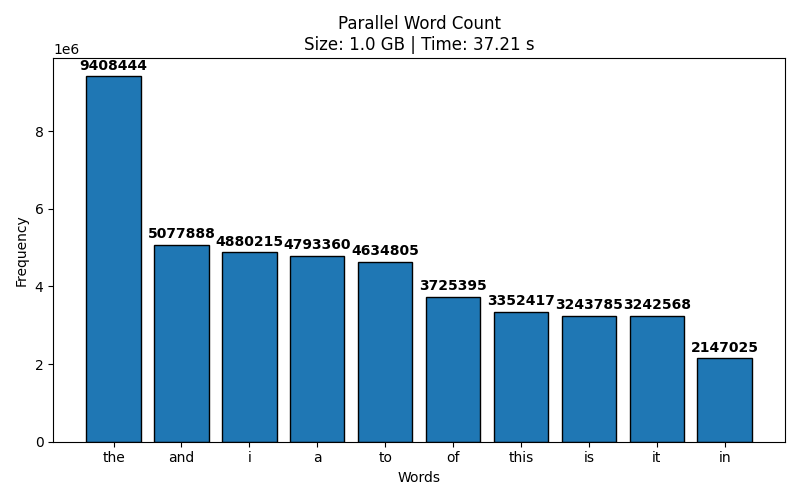 Parallel Word Count
Size: 1.0 GB | Time: 37.21 s
1e6
9408444
5077888
4880215
4793360
4634805
3725395
3352417
3243785
3242568
2147025
8
6
4
2
0
Frequency
the and i a to of this is it in
Words